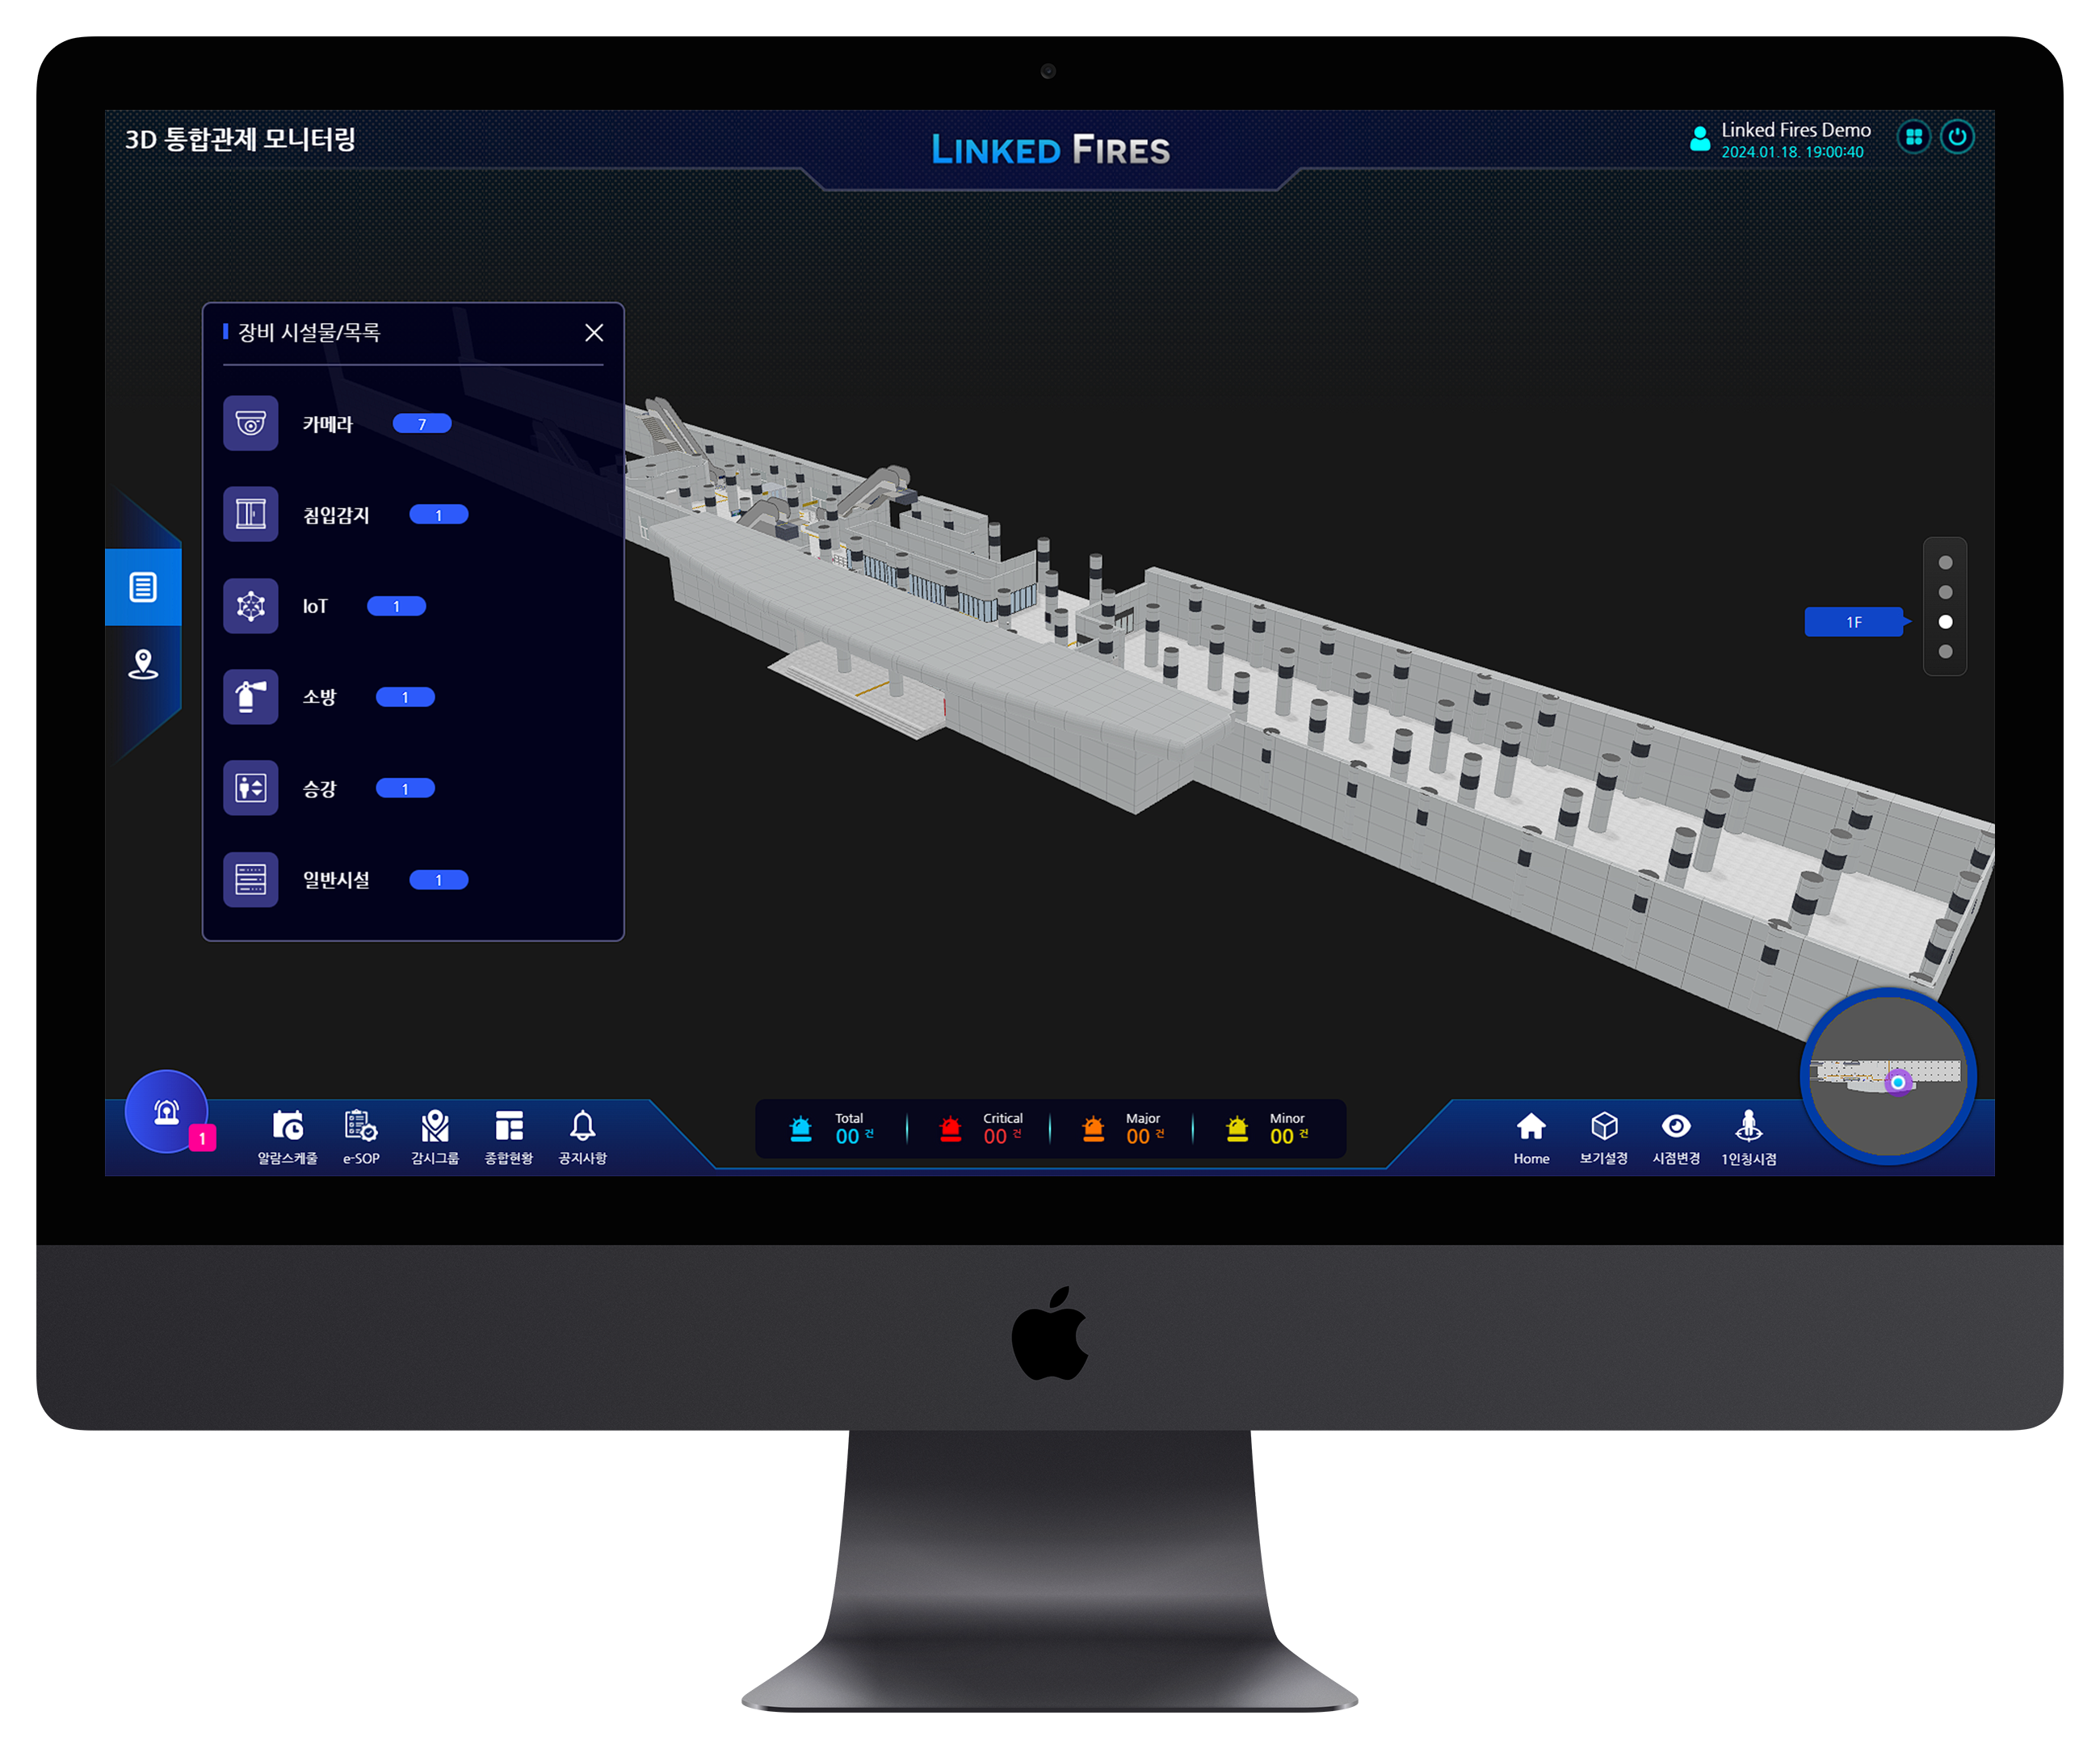 3D 통합관제 모니터링
LINKED FIRES
Linked Fires Demo
2024.01.18. 19:00:40
장비 시설물/목록
카메라 7
침입감지 1
IoT 1
소방 1
승강 1
일반시설 1
1F
1
알람스케줄
e-SOP
감시그룹
종합현황
공지사항
Total
00 건
Critical
00 건
Major
00 건
Minor
00 건
Home
보기설정
시점변경
1인칭시점